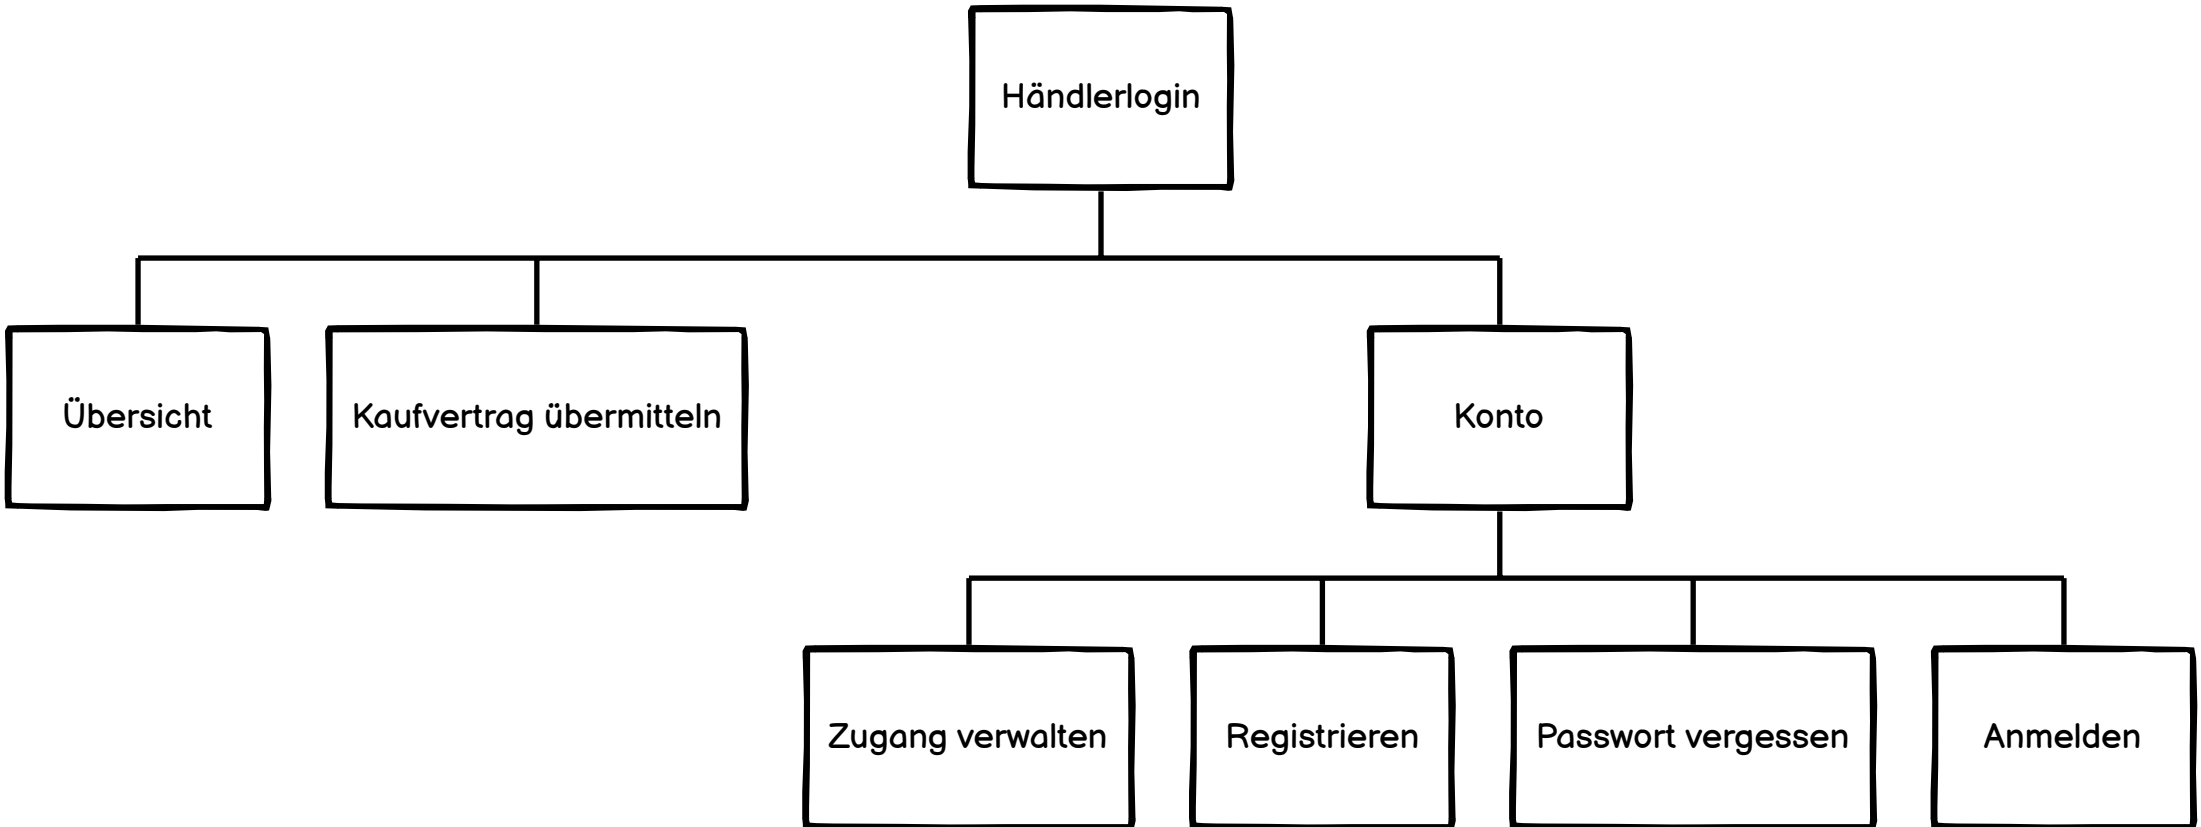 Händlerlogin
Übersicht
Kaufvertrag übermitteln
Konto
Zugang verwalten
Registrieren
Passwort vergessen
Anmelden